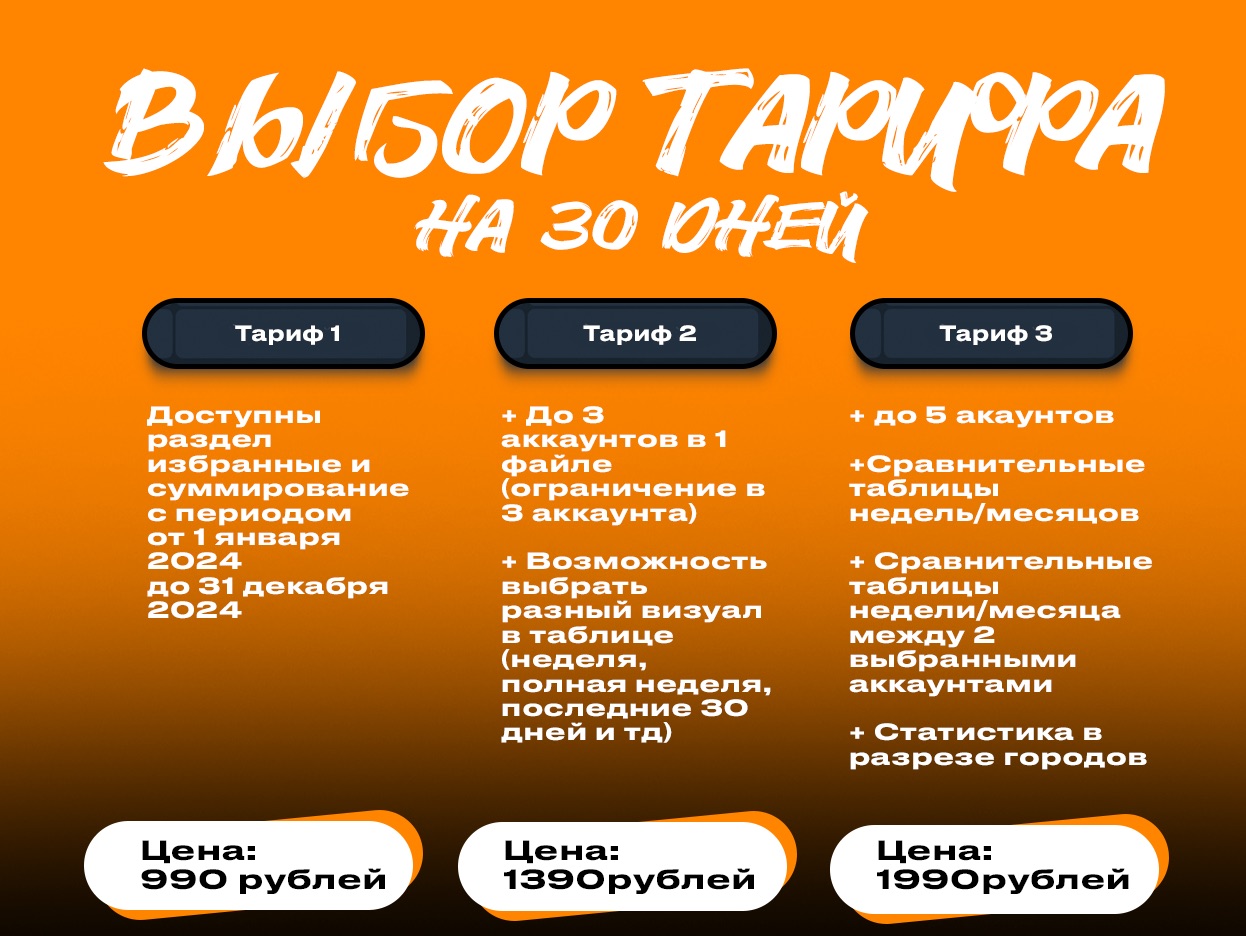 ВЫБОР ТАРИФА
НА 30 ДНЕЙ
Тариф 1
Доступны
раздел
избранные и
суммирование
с периодом
от 1 января
2024
до 31 декабря
2024
Цена:
990 рублей
Тариф 2
+ До 3
аккаунтов в 1
файле
(ограничение в
3 аккаунта)
+ Возможность
выбрать
разный визуал
в таблице
(неделя,
полная неделя,
последние 30
дней и тд)
Цена:
1390рублей
Тариф 3
+ до 5 акаунтов
+Сравнительные
таблицы
недель/месяцов
+ Сравнительные
таблицы
недели/месяца
между 2
выбранными
аккаунтами
+ Статистика в
разрезе городов
Цена:
1990рублей